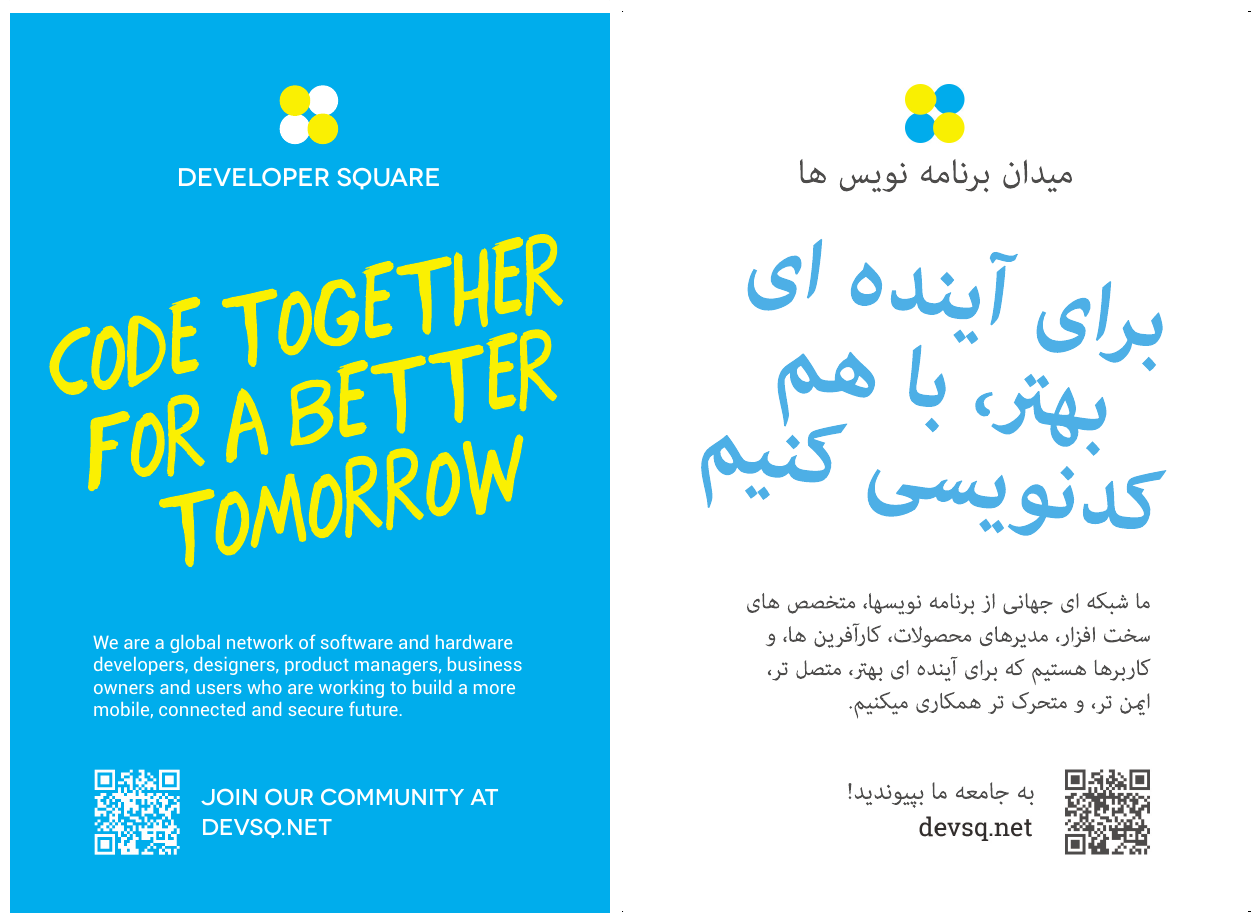 DEVELOPER SQUARE
CODE TOGETHER
FOR A BETTER
TOMORROW
We are a global network of software and hardware
developers, designers, product managers, business
owners and users who are working to build a more
mobile, connected and secure future.
JOIN OUR COMMUNITY AT
DEVSQ.NET
میدان برنامه نویس ها
برای آینده ای
بهتر، با هم
کدنویسی کنیم
ما شبکه ای جهانی از برنامه نویسها، متخصص های
سخت افزار، مدیرهای محصولات، کارآفرین ها، و
کاربرها هستیم که برای آینده ای بهتر، متصل تر،
ایمن تر، و متحرک تر همکاری میکنیم.
به جامعه ما بپیوندید!
devsq.net